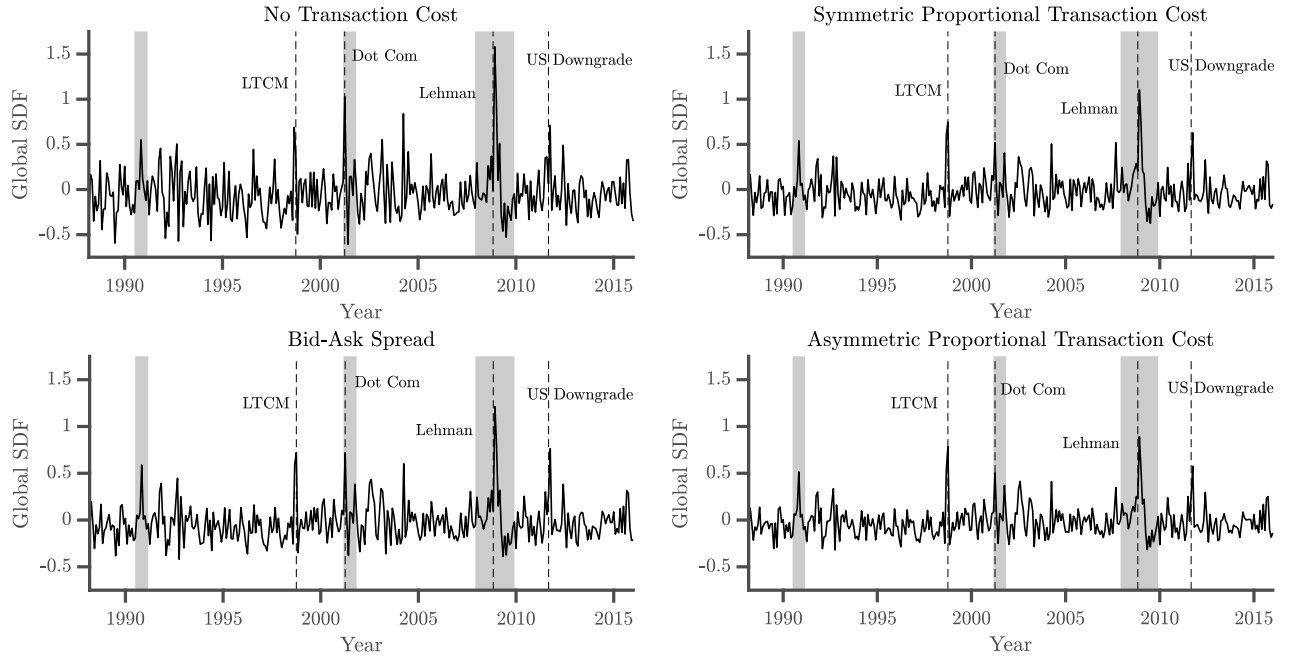 No Transaction Cost
Global SDF
1.5
1
0.5
0
-0.5
LTCM
Dot Com
Lehman
US Downgrade
1990 1995 2000 2005 2010 2015
Year
Symmetric Proportional Transaction Cost
Global SDF
1.5
1
0.5
0
-0.5
LTCM
Dot Com
Lehman
US Downgrade
1990 1995 2000 2005 2010 2015
Year
Bid-Ask Spread
Global SDF
1.5
1
0.5
0
-0.5
LTCM
Dot Com
Lehman
US Downgrade
1990 1995 2000 2005 2010 2015
Year
Asymmetric Proportional Transaction Cost
Global SDF
1.5
1
0.5
0
-0.5
LTCM
Dot Com
Lehman
US Downgrade
1990 1995 2000 2005 2010 2015
Year